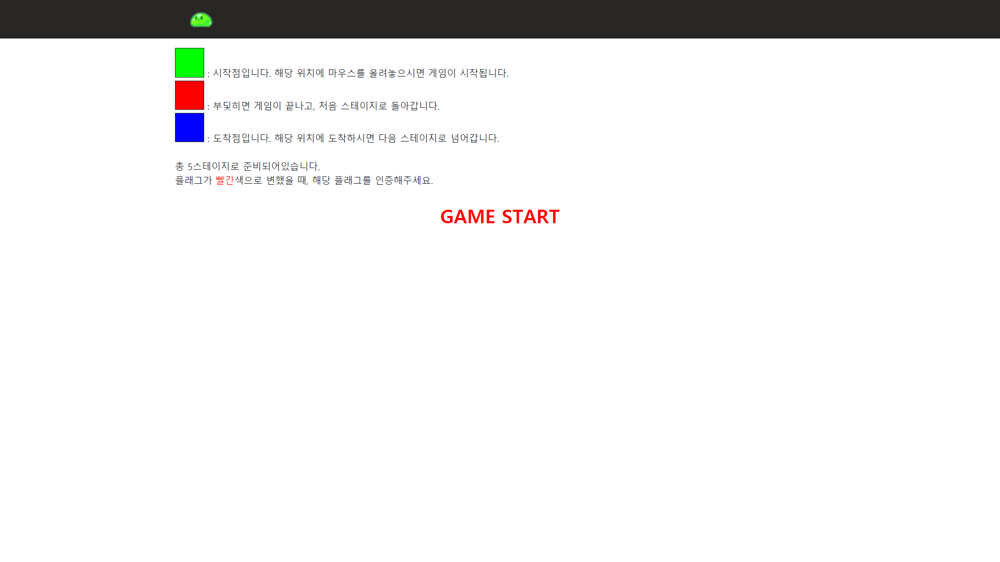 : 시작점입니다. 해당 위치에 마우스를 올려놓으시면 게임이 시작됩니다.
: 부딫히면 게임이 끝나고, 처음 스테이지로 돌아갑니다.
: 도착점입니다. 해당 위치에 도착하시면 다음 스테이지로 넘어갑니다.
총 5스테이지로 준비되어있습니다.
플래그가 빨간색으로 변했을 때, 해당 플래그를 인증해주세요.
GAME START